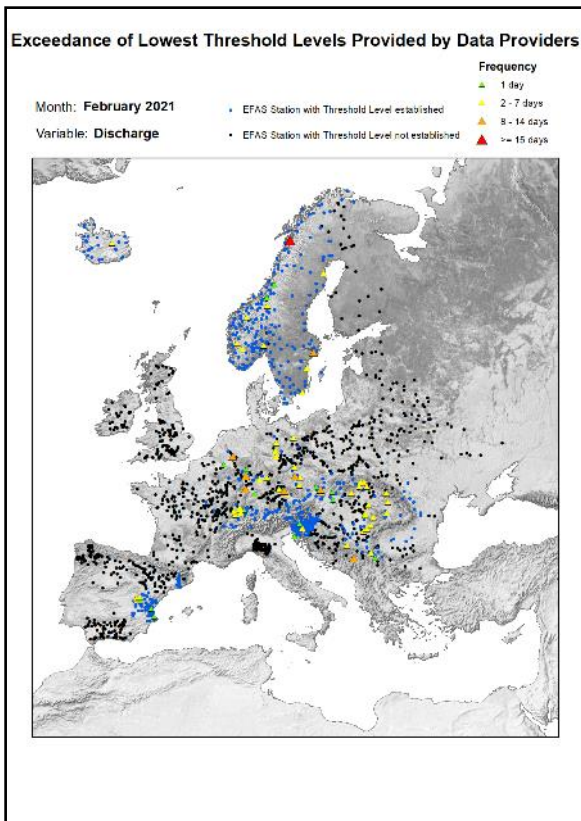 Exceedance of Lowest Threshold Levels Provided by Data Providers
Frequency
1 day
2 - 7 days
8 - 14 days
>= 15 days
Month: February 2021
Variable: Discharge
EFAS Station with Threshold Level established
EFAS Station with Threshold Level not established